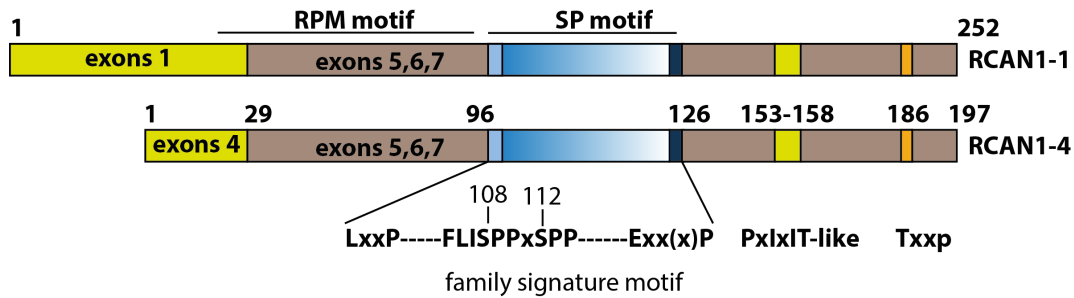 RPM motif SP motif
1 252
exons 1 exons 5,6,7 RCAN1-1
1 29 96 126 153-158 186 197
exons 4 exons 5,6,7 RCAN1-4
108 112
LxxP-----FLISPPxSPP------Exx(x)P PxIxIT-like Txxp
family signature motif